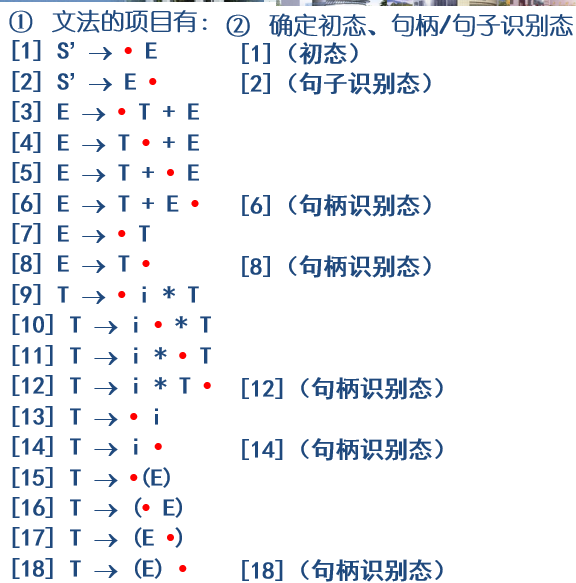 ① 文法的项目有: ② 确定初态、句柄/句子识别态
[1] S’ → • E [1](初态)
[2] S’ → E • [2](句子识别态)
[3] E → • T + E
[4] E → T • + E
[5] E → T + • E
[6] E → T + E • [6](句柄识别态)
[7] E → • T
[8] E → T • [8](句柄识别态)
[9] T → • i * T
[10] T → i • * T
[11] T → i * • T
[12] T → i * T • [12](句柄识别态)
[13] T → • i
[14] T → i • [14](句柄识别态)
[15] T → •(E)
[16] T → (• E)
[17] T → (E •)
[18] T → (E) • [18](句柄识别态)